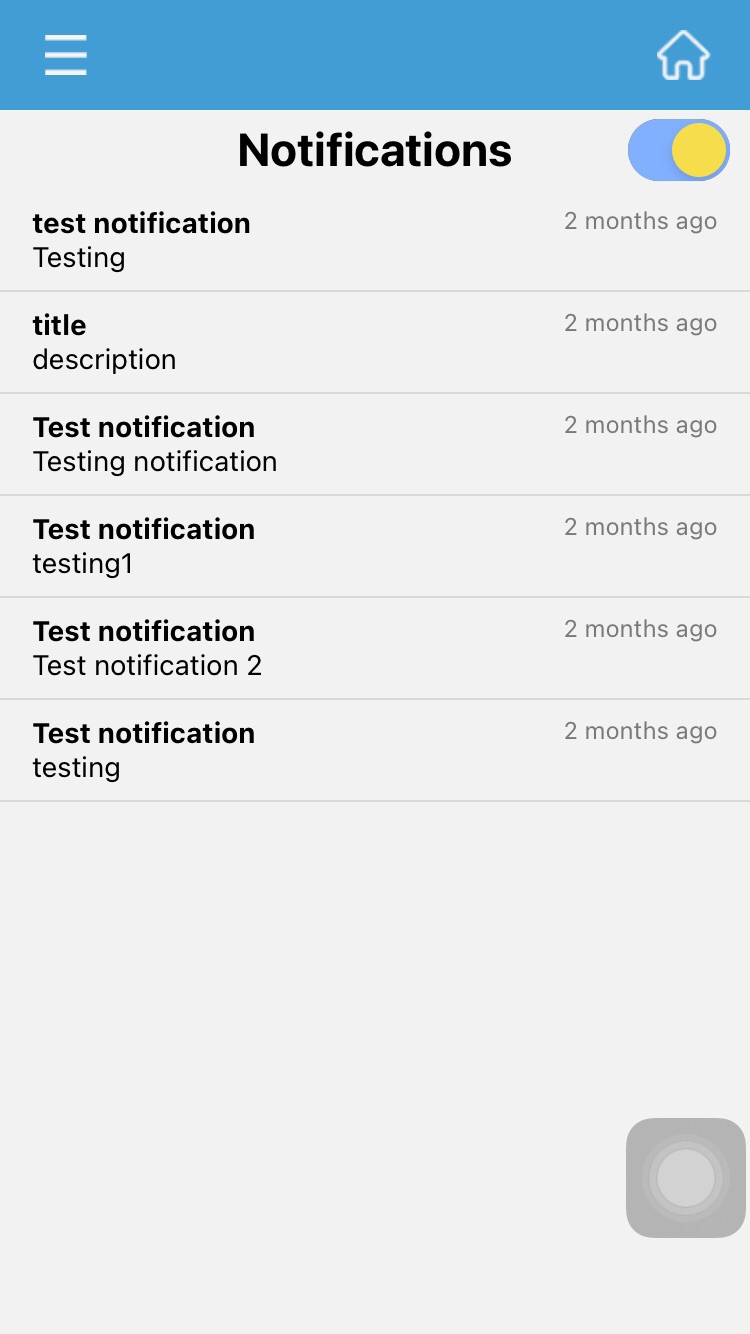 Notifications
test notification
2 months ago
Testing
title
2 months ago
description
Test notification
2 months ago
Testing notification
Test notification
2 months ago
testing1
Test notification
2 months ago
Test notification 2
Test notification
2 months ago
testing